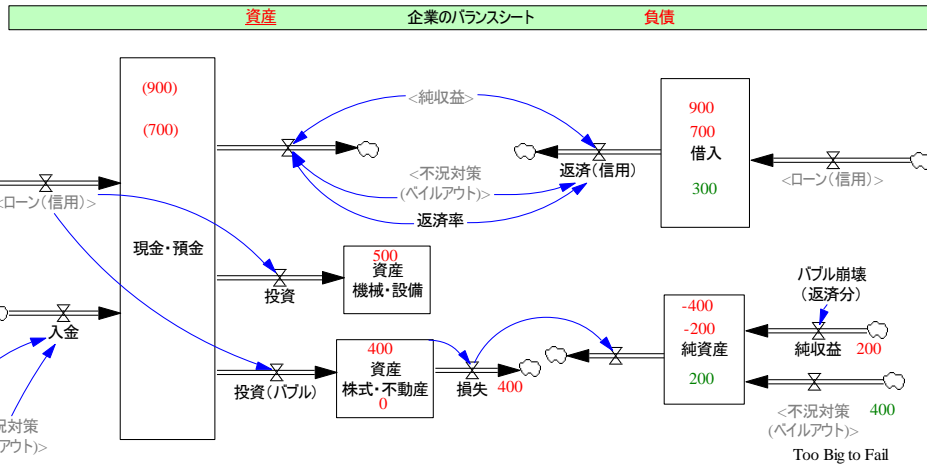 資産 企業のバランスシート 負債
(900)
(700)
現金・預金
<純収益>
<不況対策
(ベイルアウト)>
返済率
返済(信用)
900
700
借入
300
<ローン(信用)>
<ローン(信用)>
投資
500
資産
機械・設備
入金
投資(バブル)
400
資産
株式・不動産
0
損失
400
-400
-200
純資産
200
バブル崩壊
(返済分)
純収益 200
<不況対策
(ベイルアウト)>
400
Too Big to Fail
況対策
アウト)>